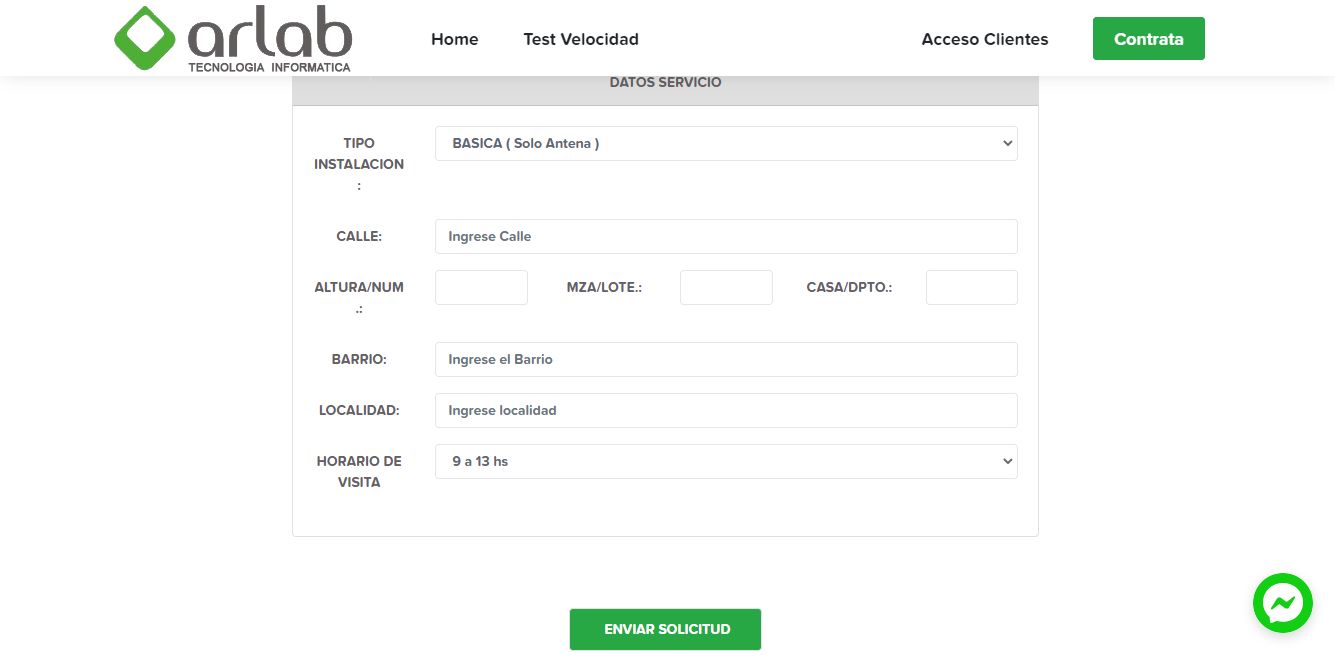 arlab
TECNOLOGIA INFORMATICA
Home
Test Velocidad
Acceso Clientes
Contrata
DATOS SERVICIO
TIPO
INSTALACION
:
BASICA ( Solo Antena )
CALLE:
Ingrese Calle
ALTURA/NUM
.:
MZA/LOTE.:
CASA/DPTO.:
BARRIO:
Ingrese el Barrio
LOCALIDAD:
Ingrese localidad
HORARIO DE
VISITA
9 a 13 hs
ENVIAR SOLICITUD